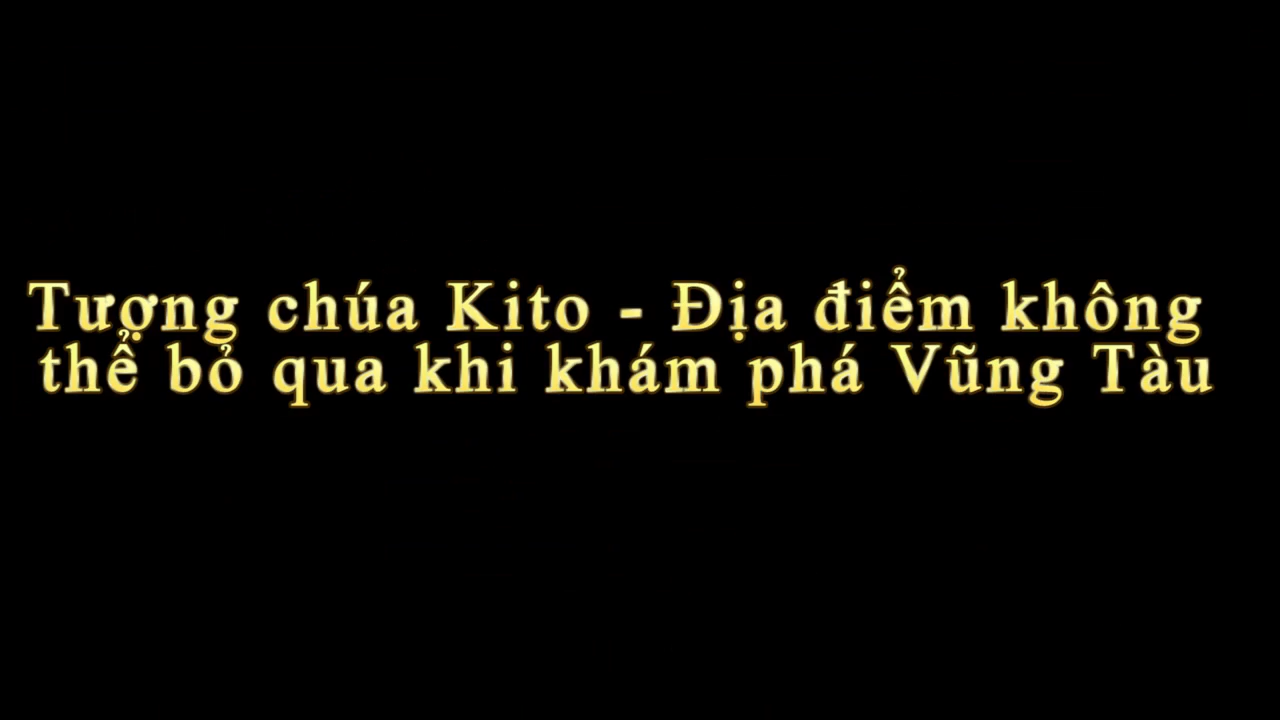 Tượng chúa Kito - Địa điểm không
thể bỏ qua khi khám phá Vũng Tàu